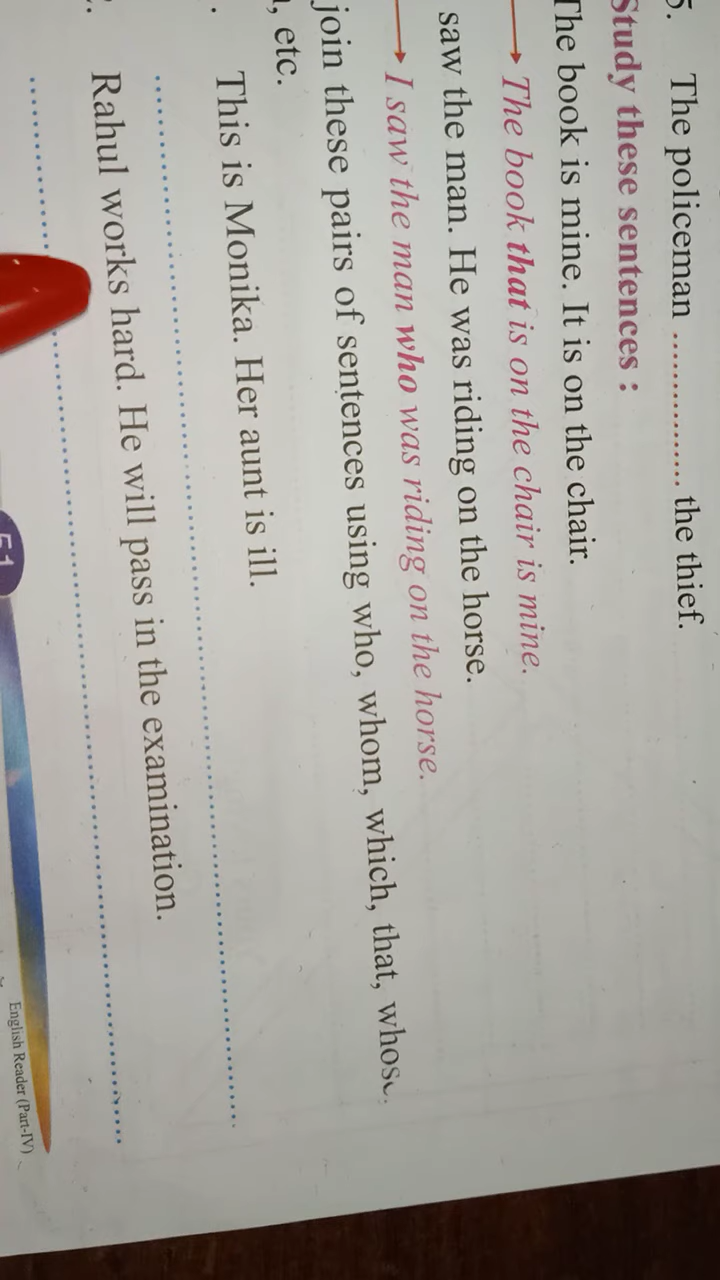 5. The policeman ............... the thief.
Study these sentences :
The book is mine. It is on the chair.
→ The book that is on the chair is mine.
saw the man. He was riding on the horse.
→ I saw the man who was riding on the horse.
join these pairs of sentences using who, whom, which, that, whose,
, etc.
. This is Monika. Her aunt is ill.
Rahul works hard. He will pass in the examination.
51
English Reader (Part-IV)